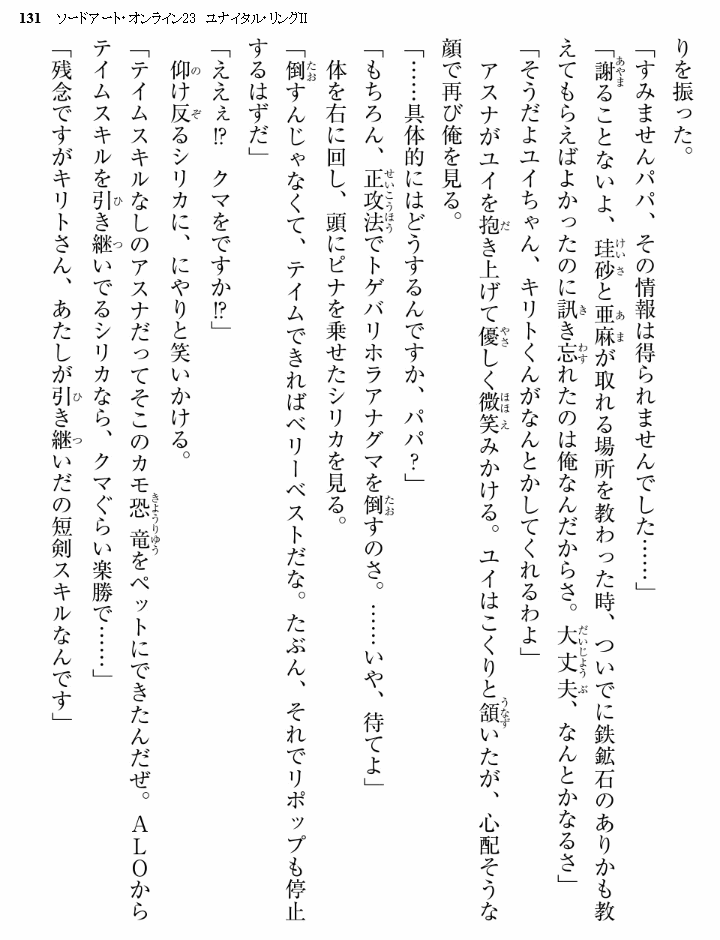 131 ソードアート・オンライン23 ユナイタル・リングII
りを振った。
「すみませんパパ、その情報は得られませんでした……」
「謝ることないよ、珪砂と亜麻が取れる場所を教わった時、ついでに鉄鉱石のありかも教
えてもらえばよかったのに訊き忘れたのは俺なんだからさ。大丈夫、なんとかなるさ」
「そうだよユイちゃん、キリトくんがなんとかしてくれるわよ」
アスナがユイを抱き上げて優しく微笑みかける。ユイはこくりと頷いたが、心配そうな
顔で再び俺を見る。
「……具体的にはどうするんですか、パパ？」
「もちろん、正攻法でトゲバリホラアナグマを倒すのさ。……いや、待てよ」
体を右に回し、頭にピナを乗せたシリカを見る。
「倒すんじゃなくて、テイムできればベリーベストだな。たぶん、それでリポップも停止
するはずだ」
「ええぇ!? クマをですか!?」
仰け反るシリカに、にやりと笑いかける。
「テイムスキルなしのアスナだってそこのカモ恐竜をペットにできたんだぜ。ＡＬＯから
テイムスキルを引き継いでるシリカなら、クマぐらい楽勝で……」
「残念ですがキリトさん、あたしが引き継いだの短剣スキルなんです」